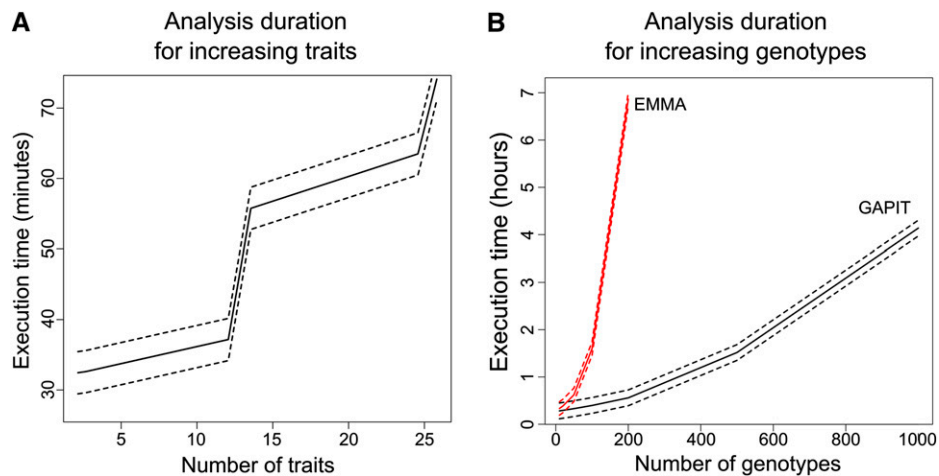 A
Analysis duration
for increasing traits
Execution time (minutes)
70
60
50
40
30
5
10
15
20
25
Number of traits
B
Analysis duration
for increasing genotypes
Execution time (hours)
7
6
5
4
3
2
1
0
EMMA
GAPIT
0
200
400
600
800
1000
Number of genotypes